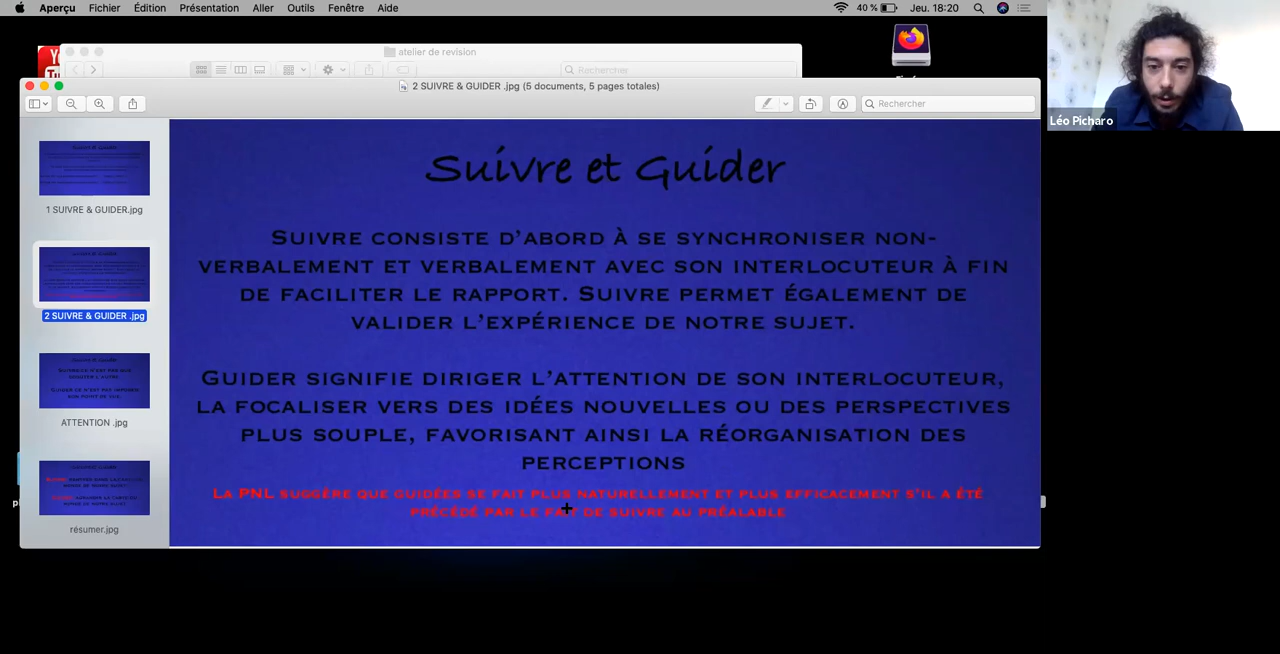 Aperçu Fichier Édition Présentation Aller Outils Fenêtre Aide 40 % Jeu. 18:20
atelier de revision
Rechercher
2 SUIVRE & GUIDER .jpg (5 documents, 5 pages totales)
Rechercher
Léo Picharo
1 SUIVRE & GUIDER.jpg
2 SUIVRE & GUIDER .jpg
ATTENTION .jpg
résumer.jpg
Suivre et Guider
Suivre consiste d'abord à se synchroniser non-
verbalement et verbalement avec son interlocuteur à fin
de faciliter le rapport. Suivre permet également de
valider l'expérience de notre sujet.
Guider signifie diriger l'attention de son interlocuteur,
la focaliser vers des idées nouvelles ou des perspectives
plus souple, favorisant ainsi la réorganisation des
perceptions
La PNL suggère que guidées se fait plus naturellement et plus efficacement s'il a été
précédé par le fait de suivre au préalable